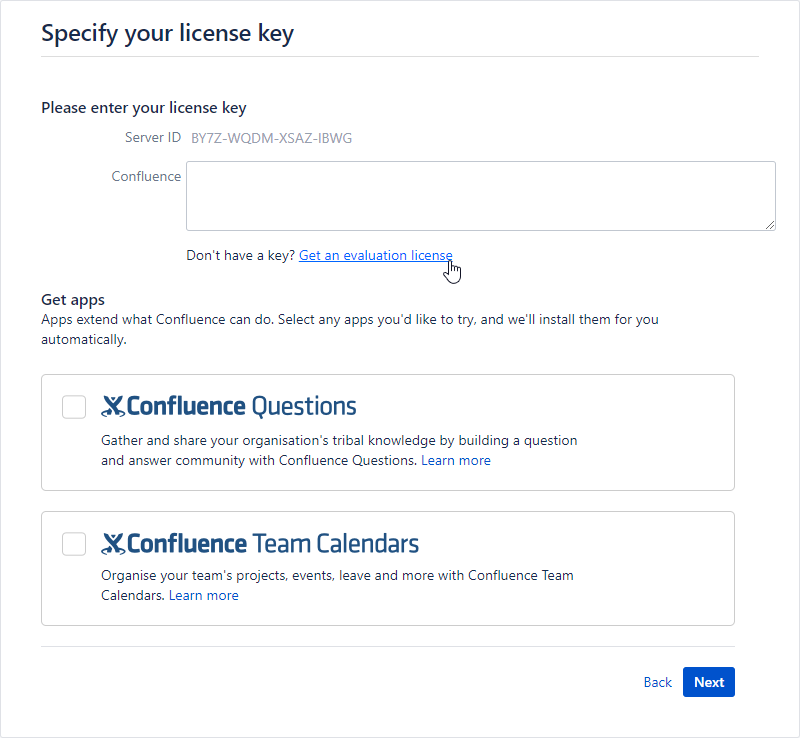 Specify your license key
Please enter your license key
Server ID BY7Z-WQDM-XSAZ-IBWG
Confluence
Don't have a key? Get an evaluation license
Get apps
Apps extend what Confluence can do. Select any apps you'd like to try, and we'll install them for you
automatically.
Confluence Questions
Gather and share your organisation's tribal knowledge by building a question
and answer community with Confluence Questions. Learn more
Confluence Team Calendars
Organise your team's projects, events, leave and more with Confluence Team
Calendars. Learn more
Back Next